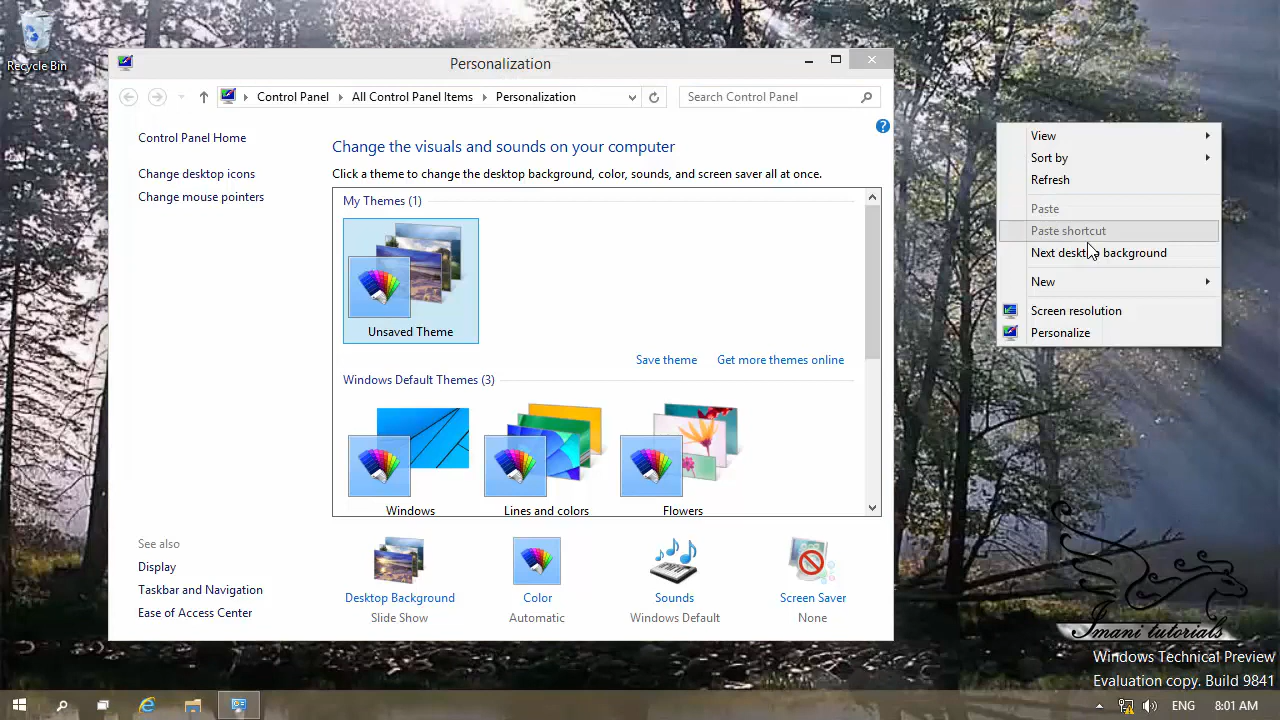 Recycle Bin
Personalization
Control Panel
All Control Panel Items
Personalization
Search Control Panel
Control Panel Home
Change desktop icons
Change mouse pointers
Change the visuals and sounds on your computer
Click a theme to change the desktop background, color, sounds, and screen saver all at once.
My Themes (1)
Unsaved Theme
Save theme
Get more themes online
Windows Default Themes (3)
Windows
Lines and colors
Flowers
See also
Display
Taskbar and Navigation
Ease of Access Center
Desktop Background
Slide Show
Color
Automatic
Sounds
Windows Default
Screen Saver
None
View
Sort by
Refresh
Paste
Paste shortcut
Next desktop background
New
Screen resolution
Personalize
Imani tutorials
Windows Technical Preview
Evaluation copy. Build 9841
ENG
8:01 AM